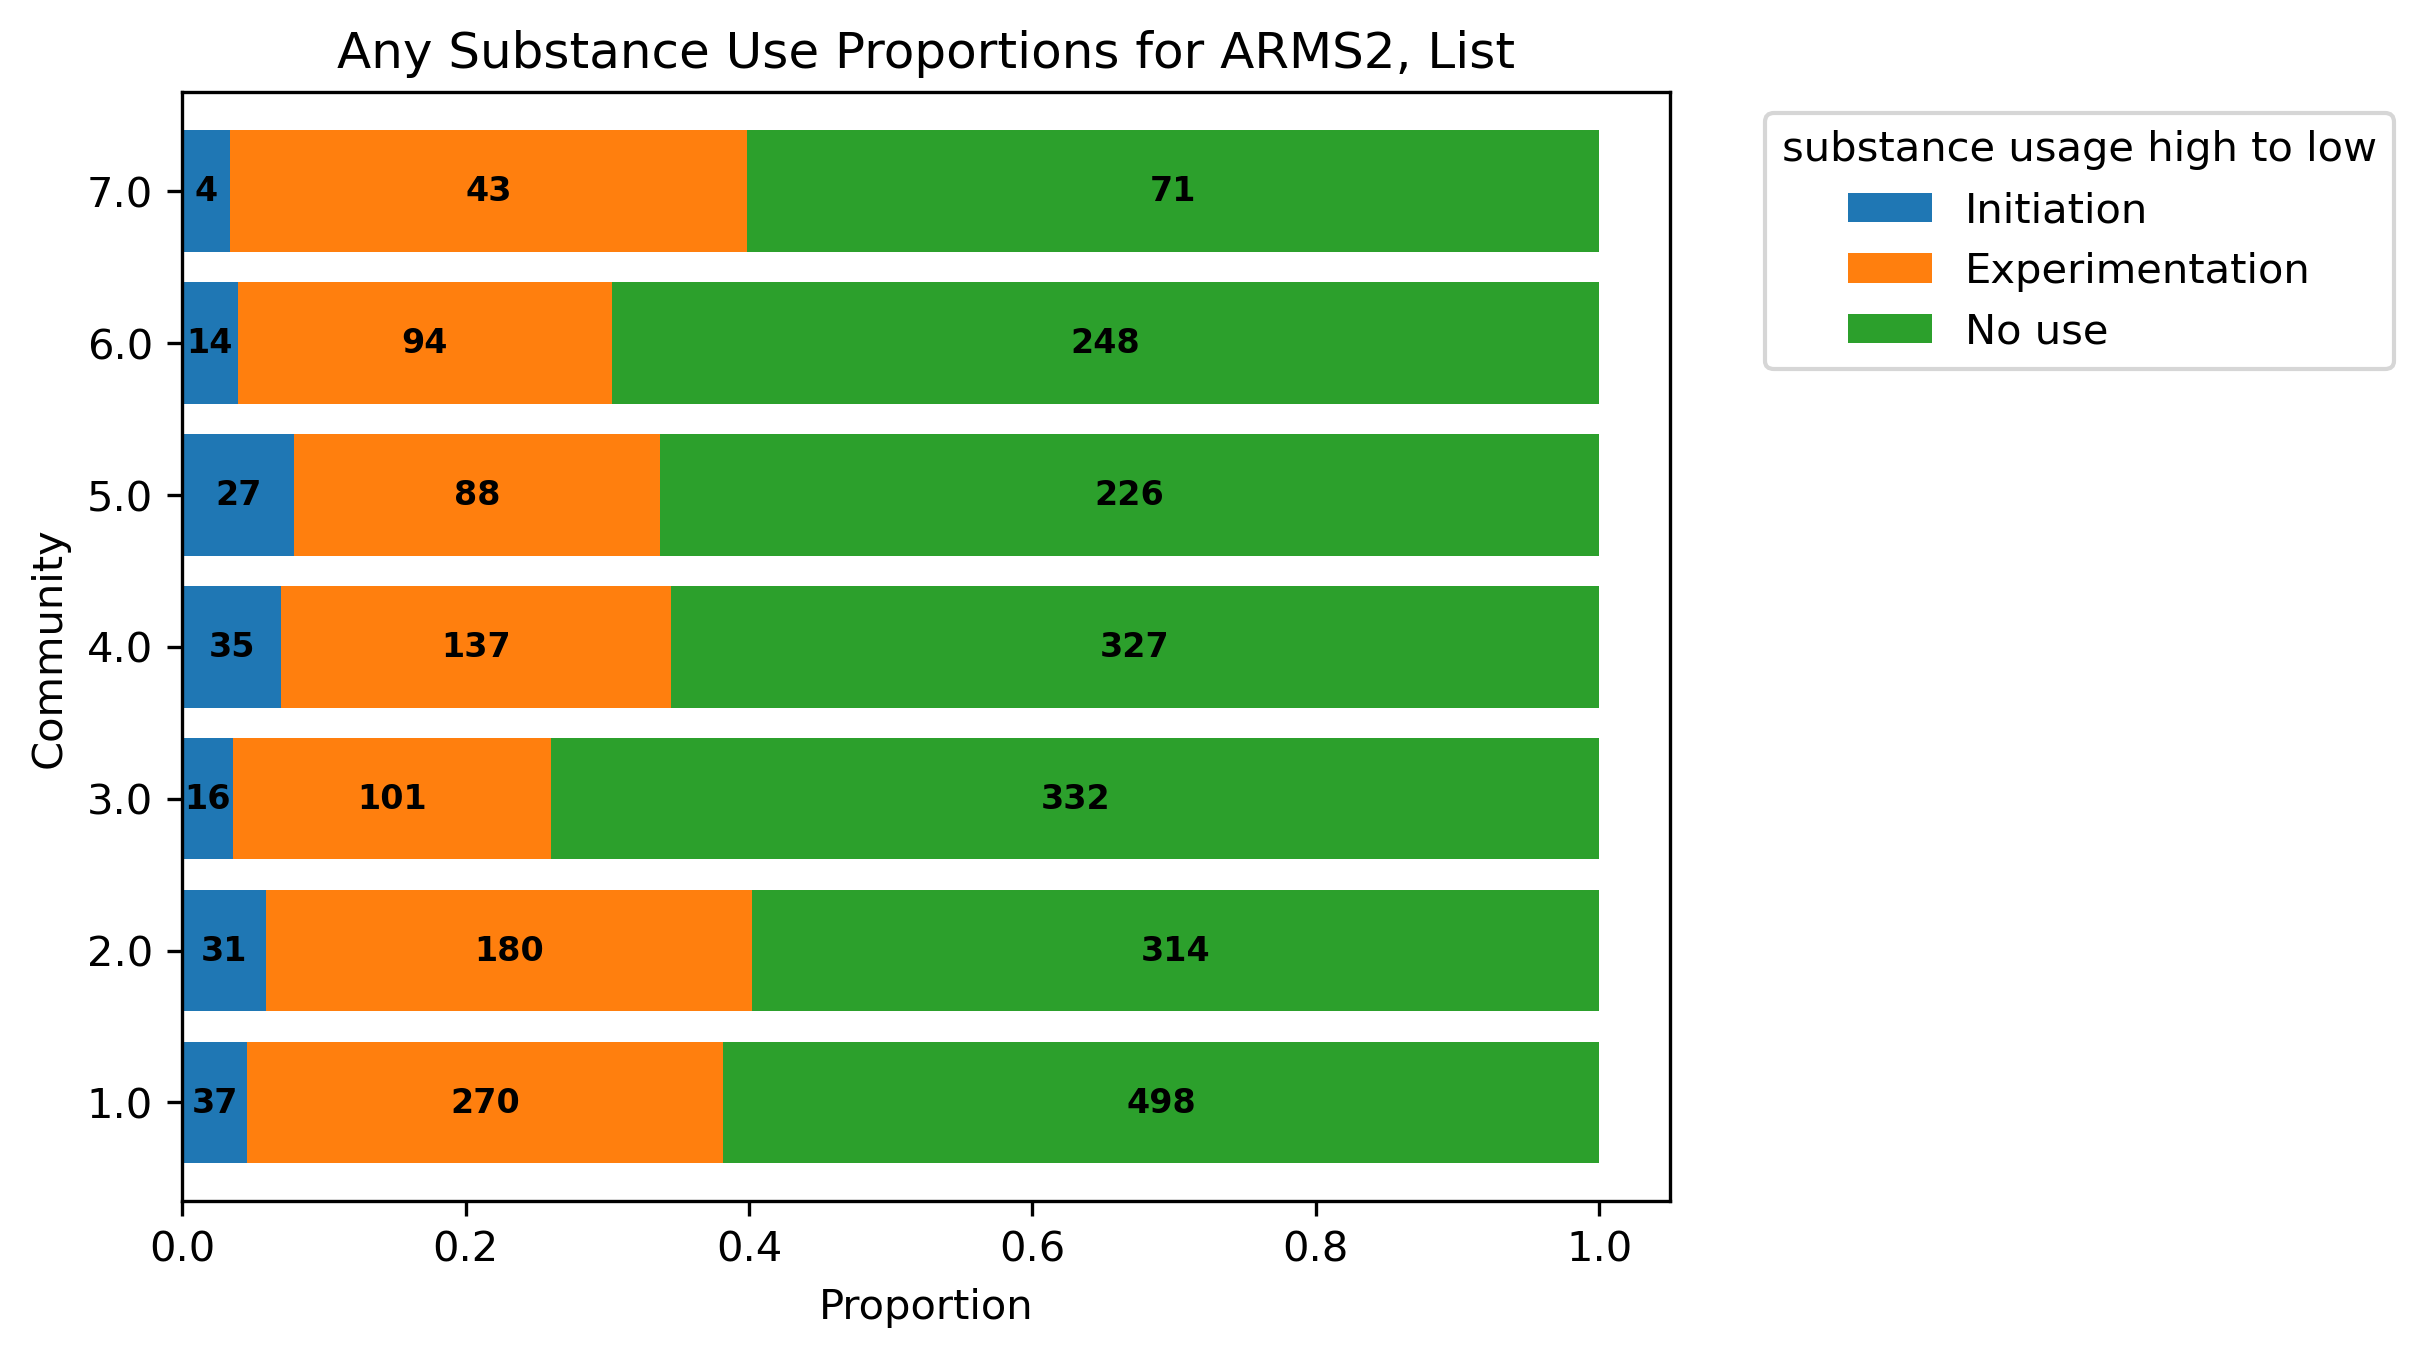 Any Substance Use Proportions for ARMS2, List
substance usage high to low
Initiation
Experimentation
No use
Community
7.0 4 43 71
6.0 14 94 248
5.0 27 88 226
4.0 35 137 327
3.0 16 101 332
2.0 31 180 314
1.0 37 270 498
0.0 0.2 0.4 0.6 0.8 1.0
Proportion